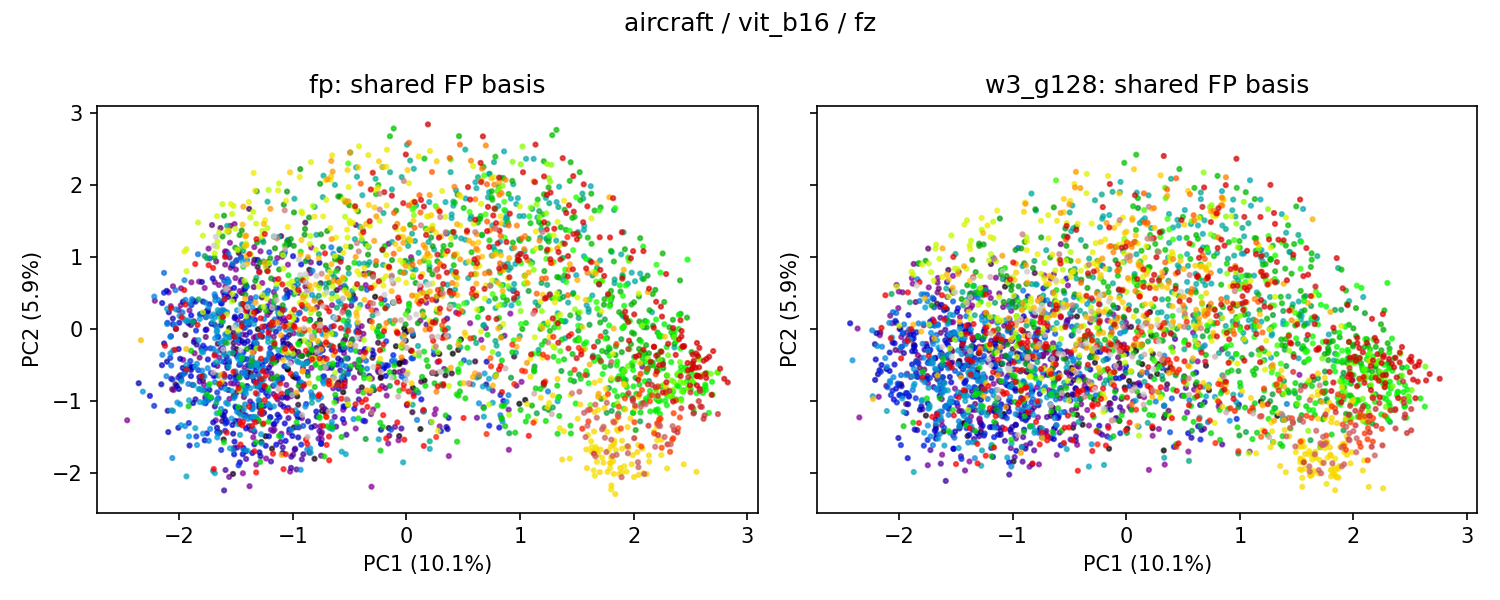 aircraft / vit_b16 / fz
fp: shared FP basis
w3_g128: shared FP basis
3
2
1
0
−1
−2
PC2 (5.9%)
PC2 (5.9%)
−2 −1 0 1 2 3
−2 −1 0 1 2 3
PC1 (10.1%)
PC1 (10.1%)